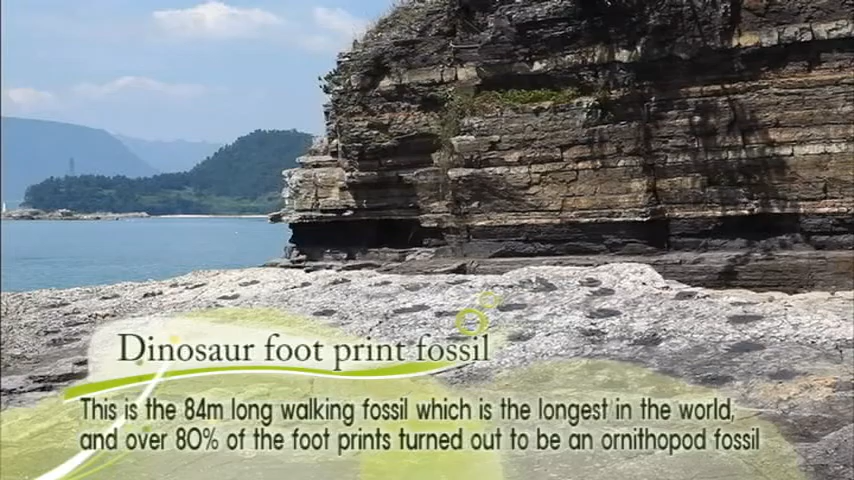 Dinosaur foot print fossil
This is the 84m long walking fossil which is the longest in the world,
and over 80% of the foot prints turned out to be an ornithopod fossil